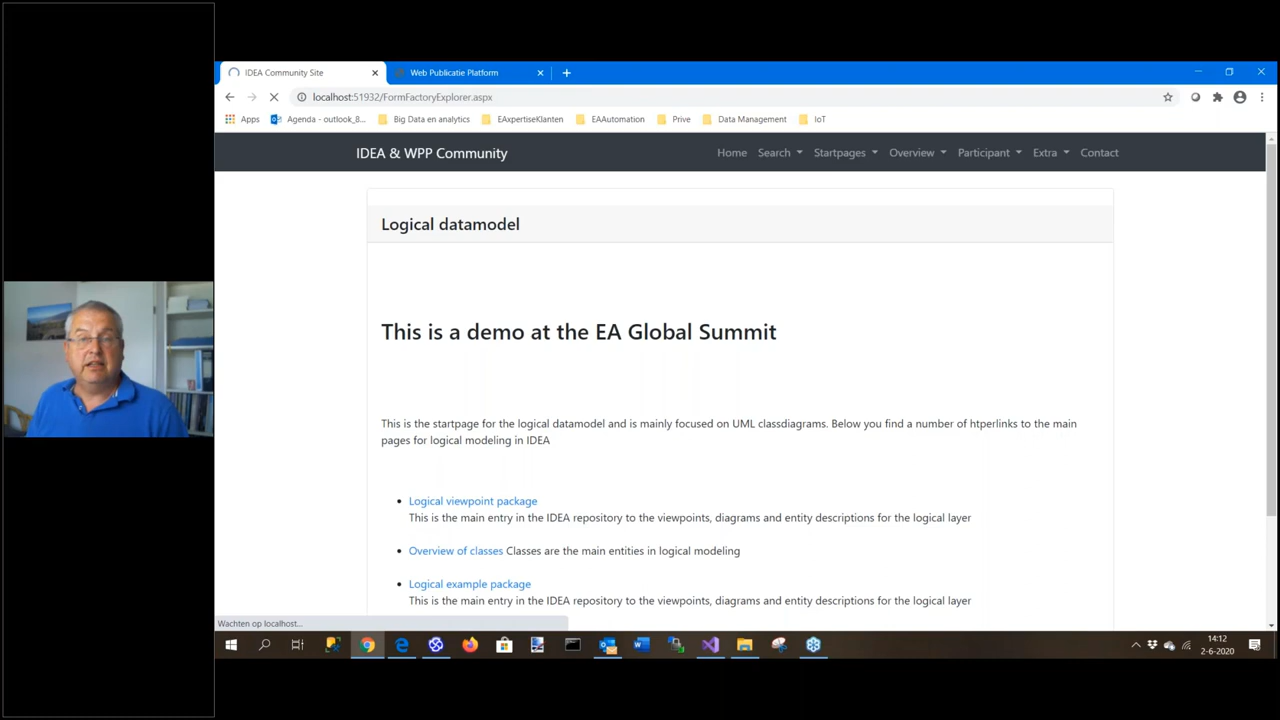 IDEA Community Site
Web Publicatie Platform
localhost:51932/FormFactoryExplorer.aspx
Apps
Agenda - outlook_8...
Big Data en analytics
EAxpertiseKlanten
EAAutomation
Prive
Data Management
IoT
IDEA & WPP Community
Home
Search
Startpages
Overview
Participant
Extra
Contact
Logical datamodel
This is a demo at the EA Global Summit
This is the startpage for the logical datamodel and is mainly focused on UML classdiagrams. Below you find a number of htperlinks to the main
pages for logical modeling in IDEA
Logical viewpoint package
This is the main entry in the IDEA repository to the viewpoints, diagrams and entity descriptions for the logical layer
Overview of classes Classes are the main entities in logical modeling
Logical example package
This is the main entry in the IDEA repository to the viewpoints, diagrams and entity descriptions for the logical layer
Wachten op localhost...
14:12
2-6-2020